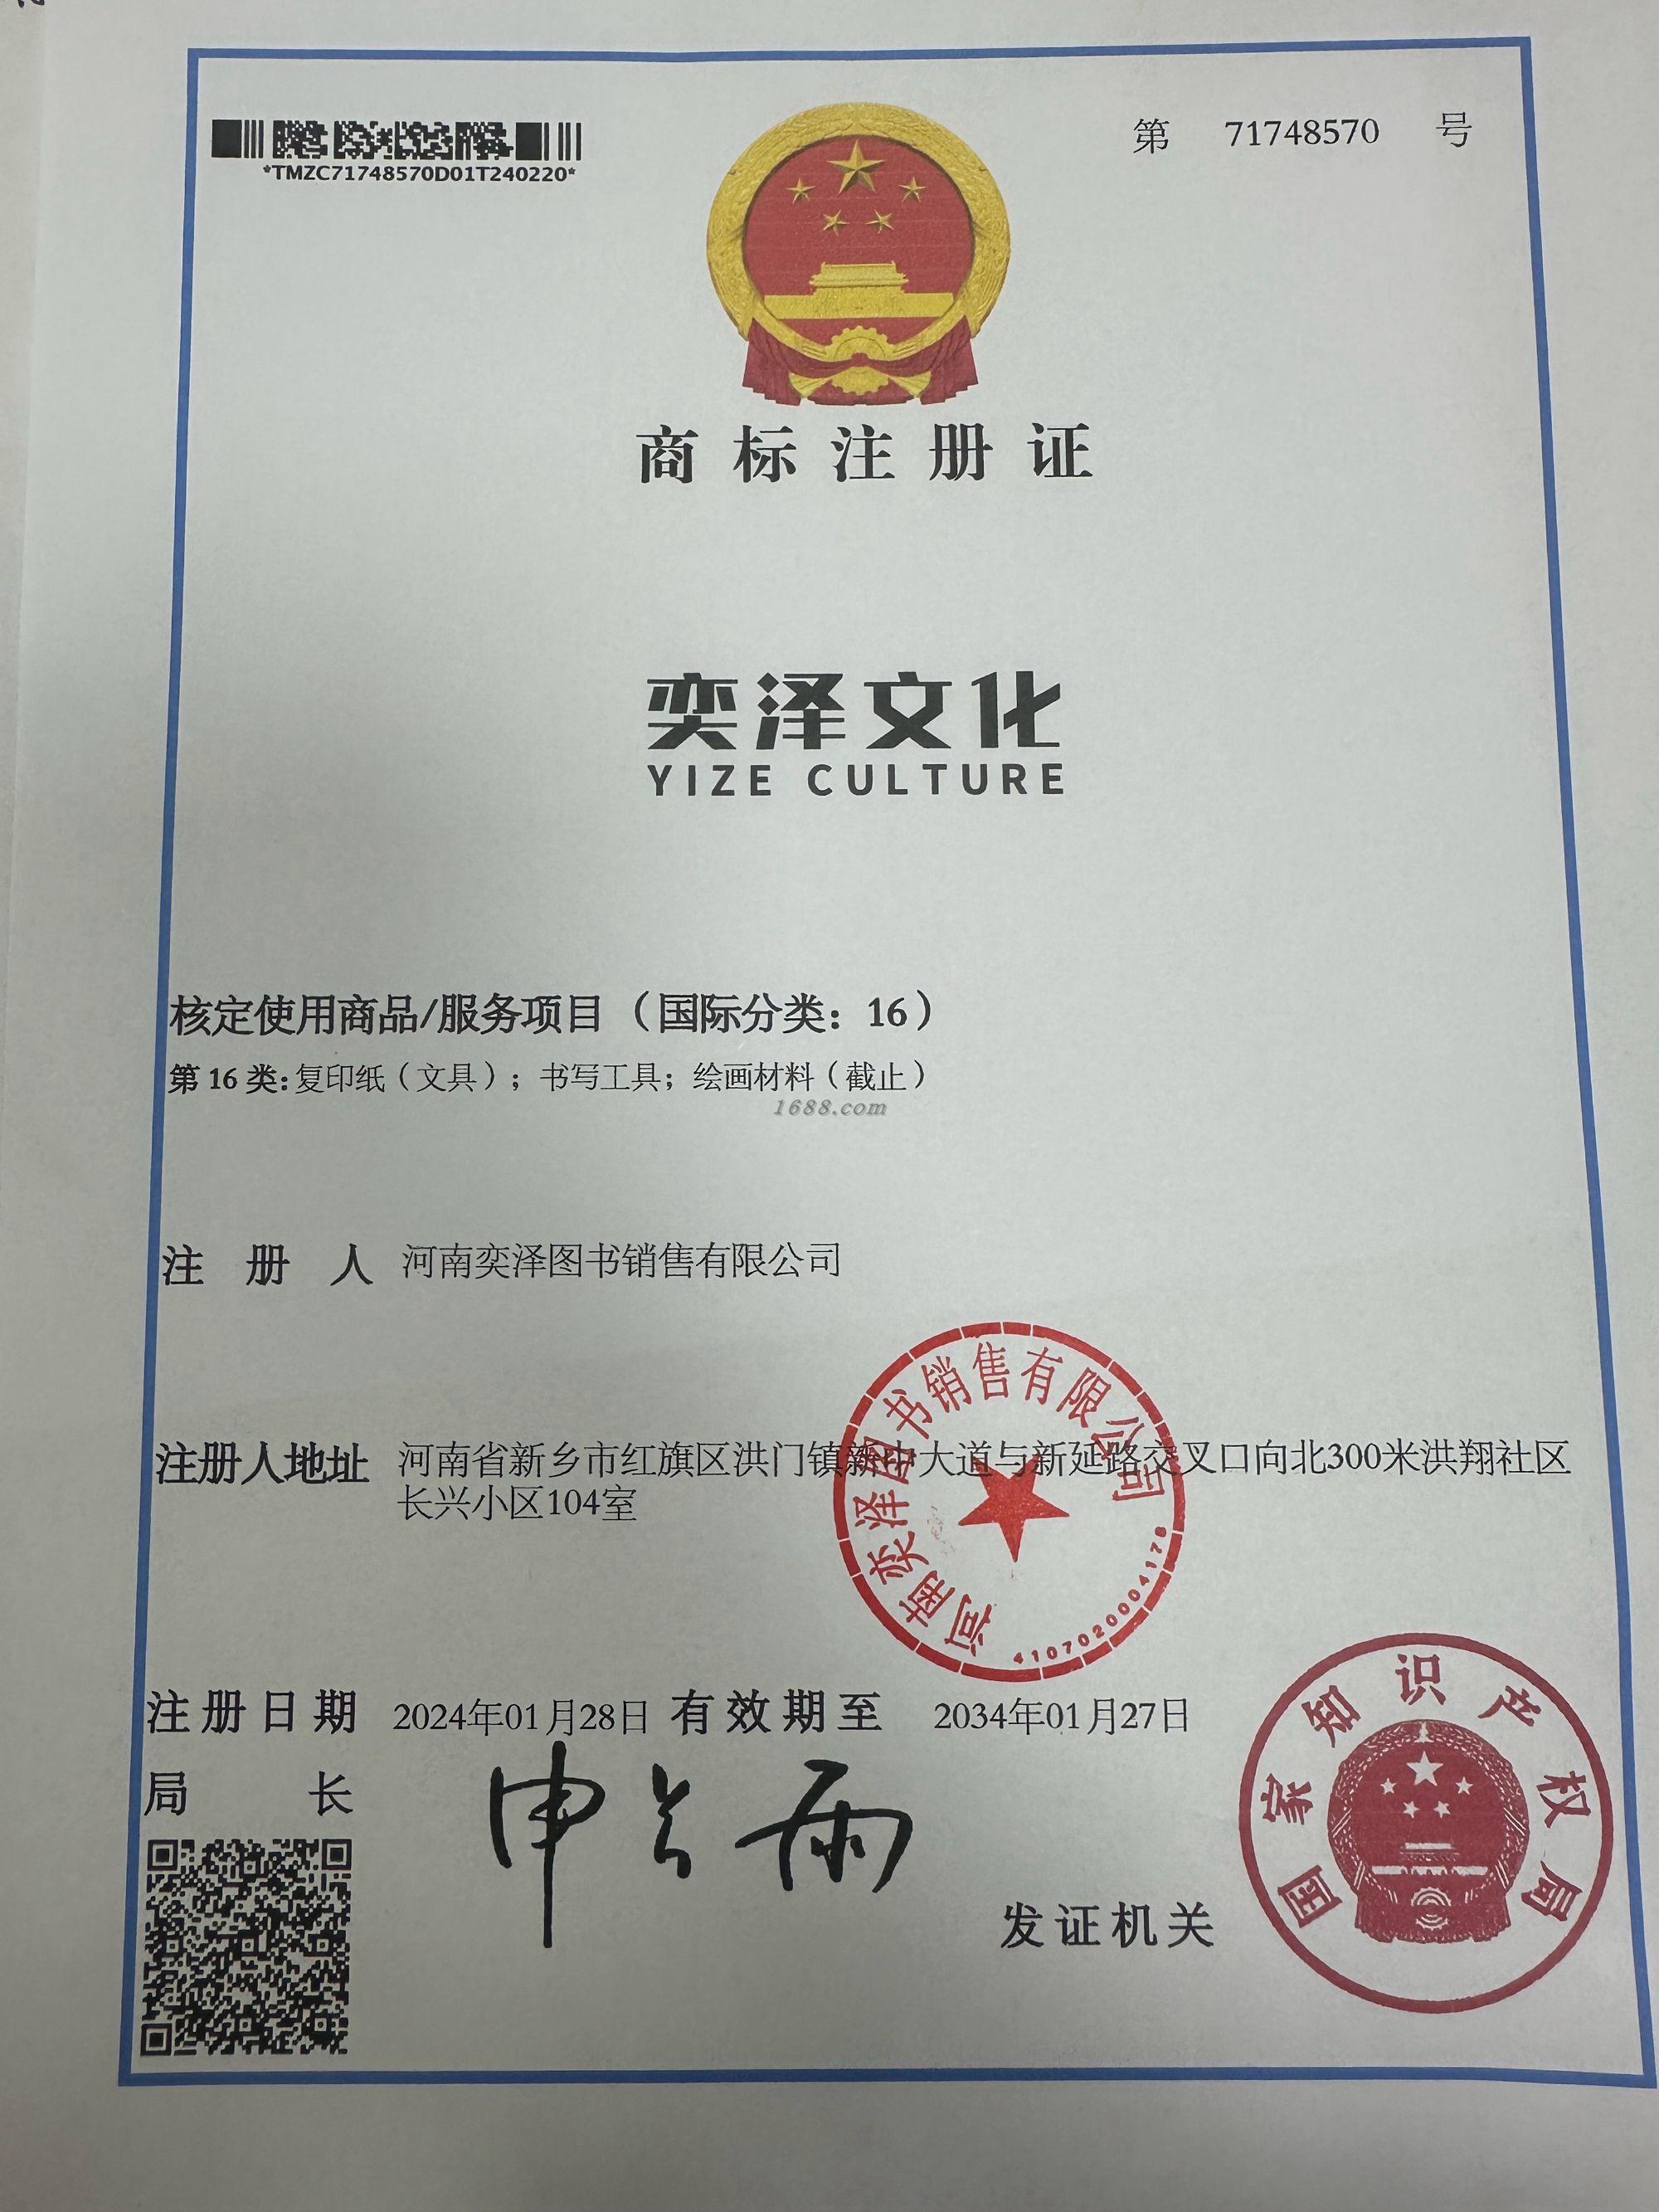 第 71748570 号
*TMZC71748570D01T240220*
商标注册证
奕泽文化
YIZE CULTURE
核定使用商品/服务项目（国际分类：16）
第 16 类：复印纸（文具）；书写工具；绘画材料（截止）
1688.com
注册人 河南奕泽图书销售有限公司
注册人地址 河南省新乡市红旗区洪门镇新中大道与新延路交叉口向北300米洪翔社区
长兴小区104室
河南奕泽图书销售有限公司
4107020004178
注册日期 2024年01月28日 有效期至 2034年01月27日
局长 申长雨
发证机关
国家知识产权局